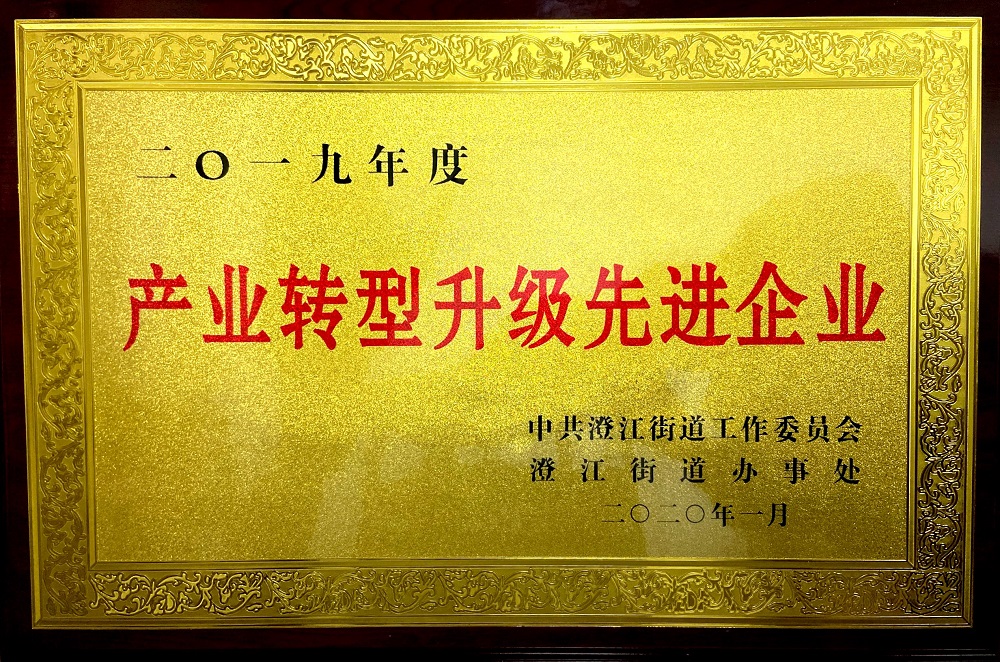 二〇一九年度
产业转型升级先进企业
中共澄江街道工作委员会
澄江街道办事处
二〇二〇年一月